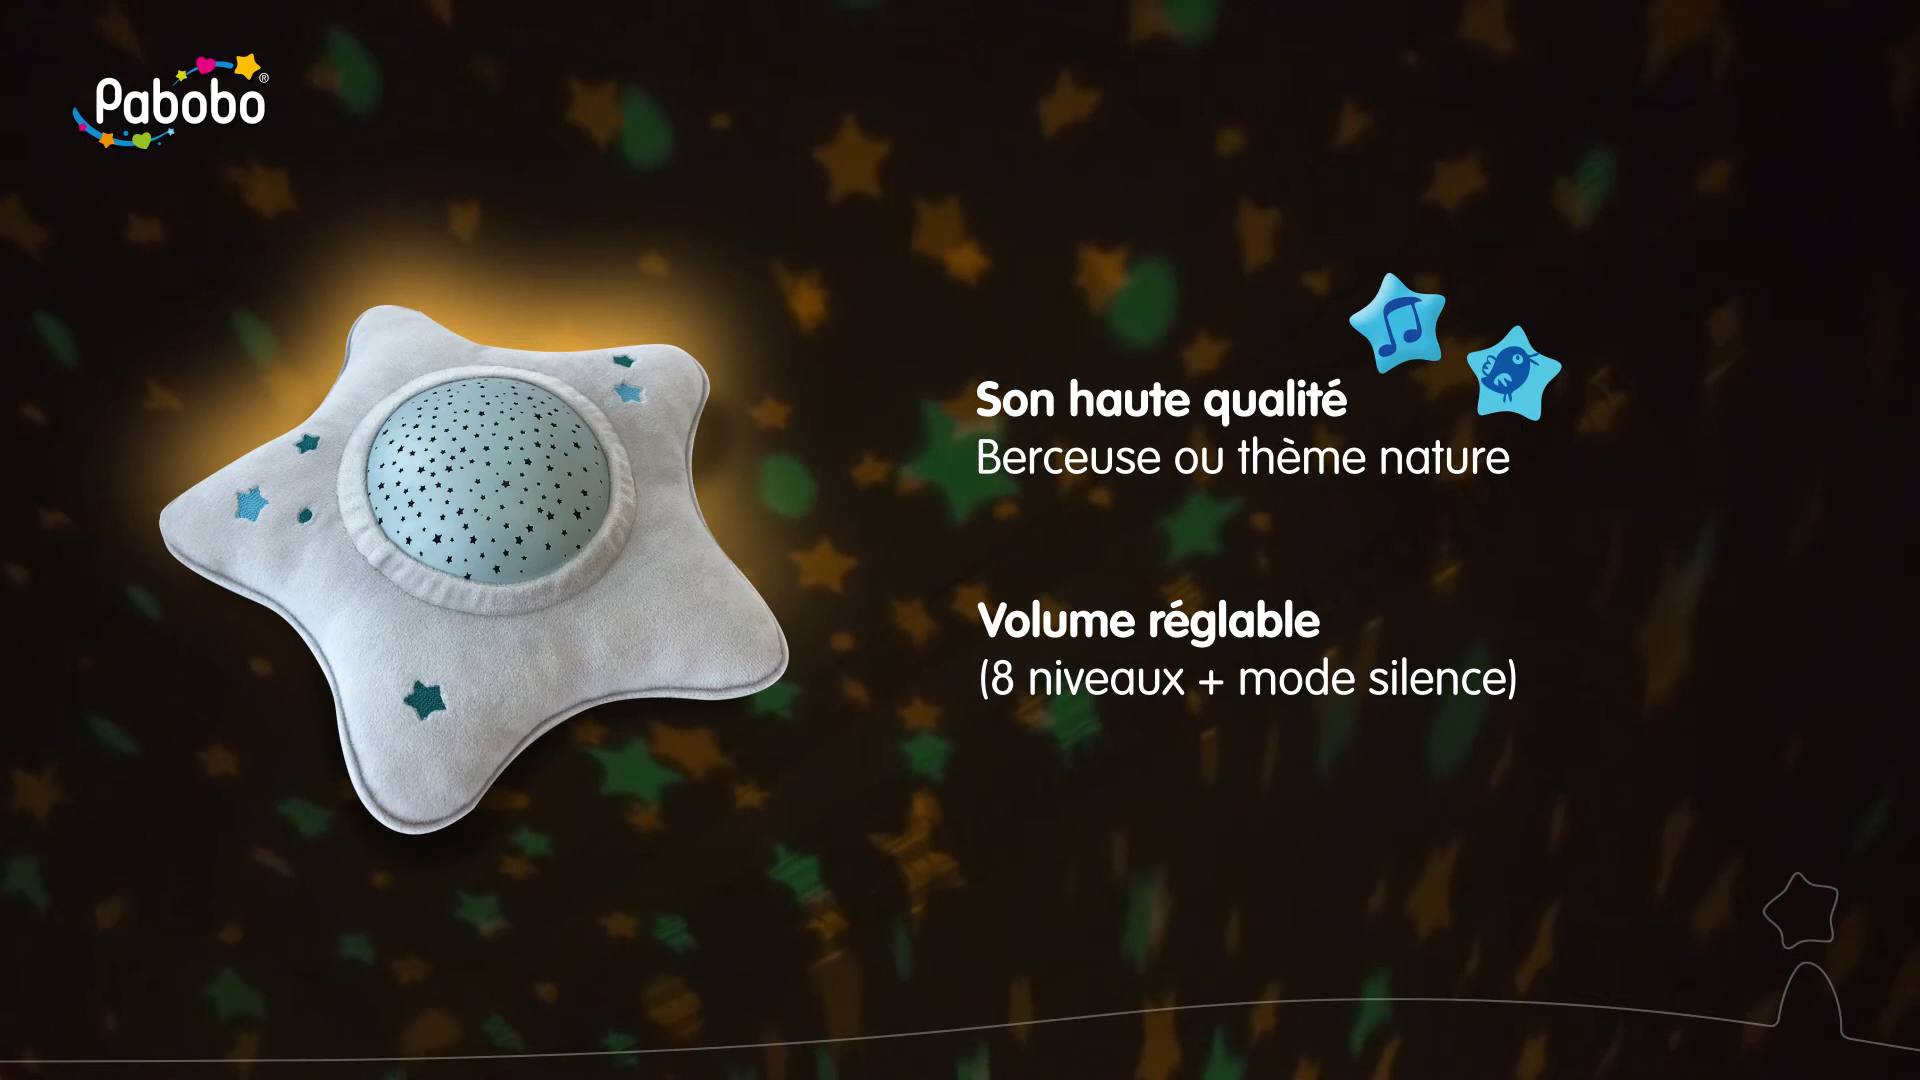 Pabobo®
Son haute qualité
Berceuse ou thème nature
Volume réglable
(8 niveaux + mode silence)